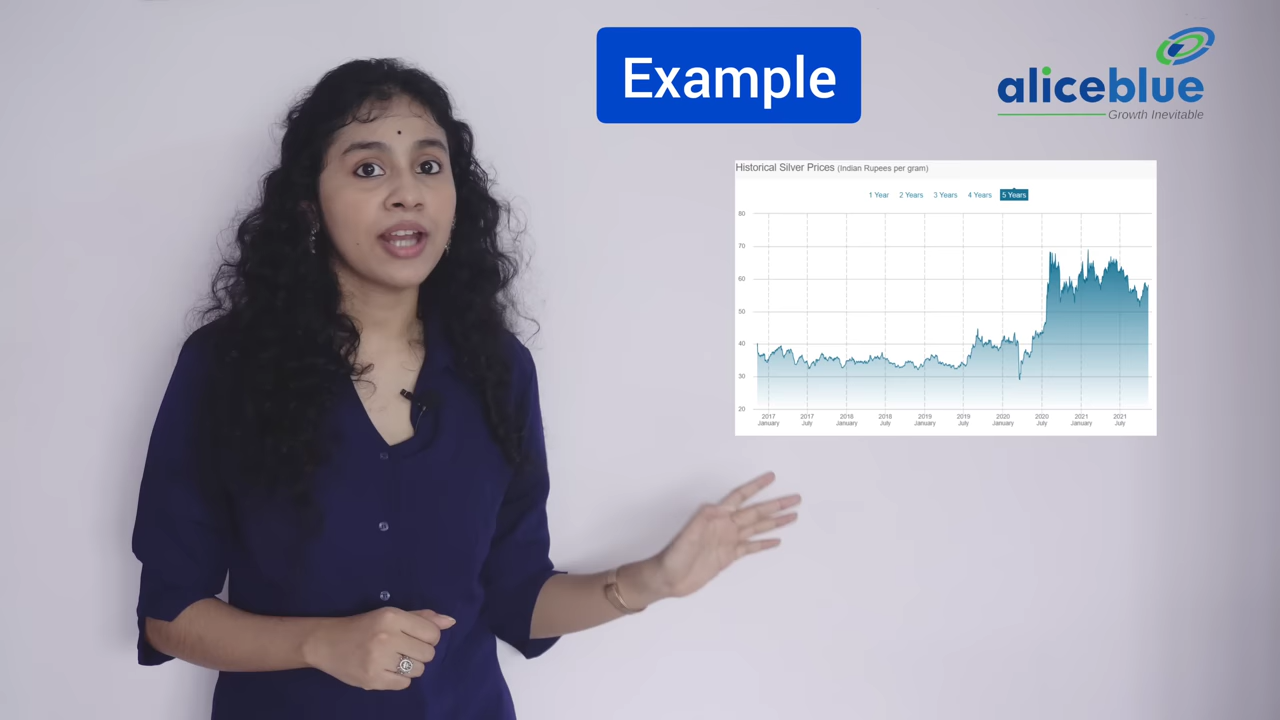 Example
aliceblue
Growth Inevitable
Historical Silver Prices (Indian Rupees per gram)
1 Year 2 Years 3 Years 4 Years 5 Years
80
70
60
50
40
30
20
2017 2017 2018 2018 2019 2019 2020 2020 2021 2021
January July January July January July January July January July